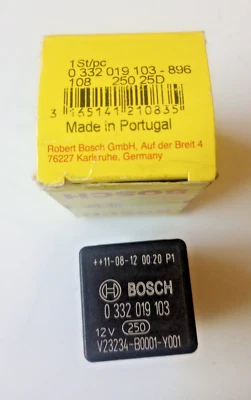 1St/pc
0 332 019 103 - 896
108 250 25D
3 165141 210835
Made in Portugal
Robert Bosch GmbH, Auf der Breit 4
76227 Karlsruhe, Germany
BOSCH
++11-08-12 00 20 P1
BOSCH
0 332 019 103
12V 250
V23234-B0001-Y001